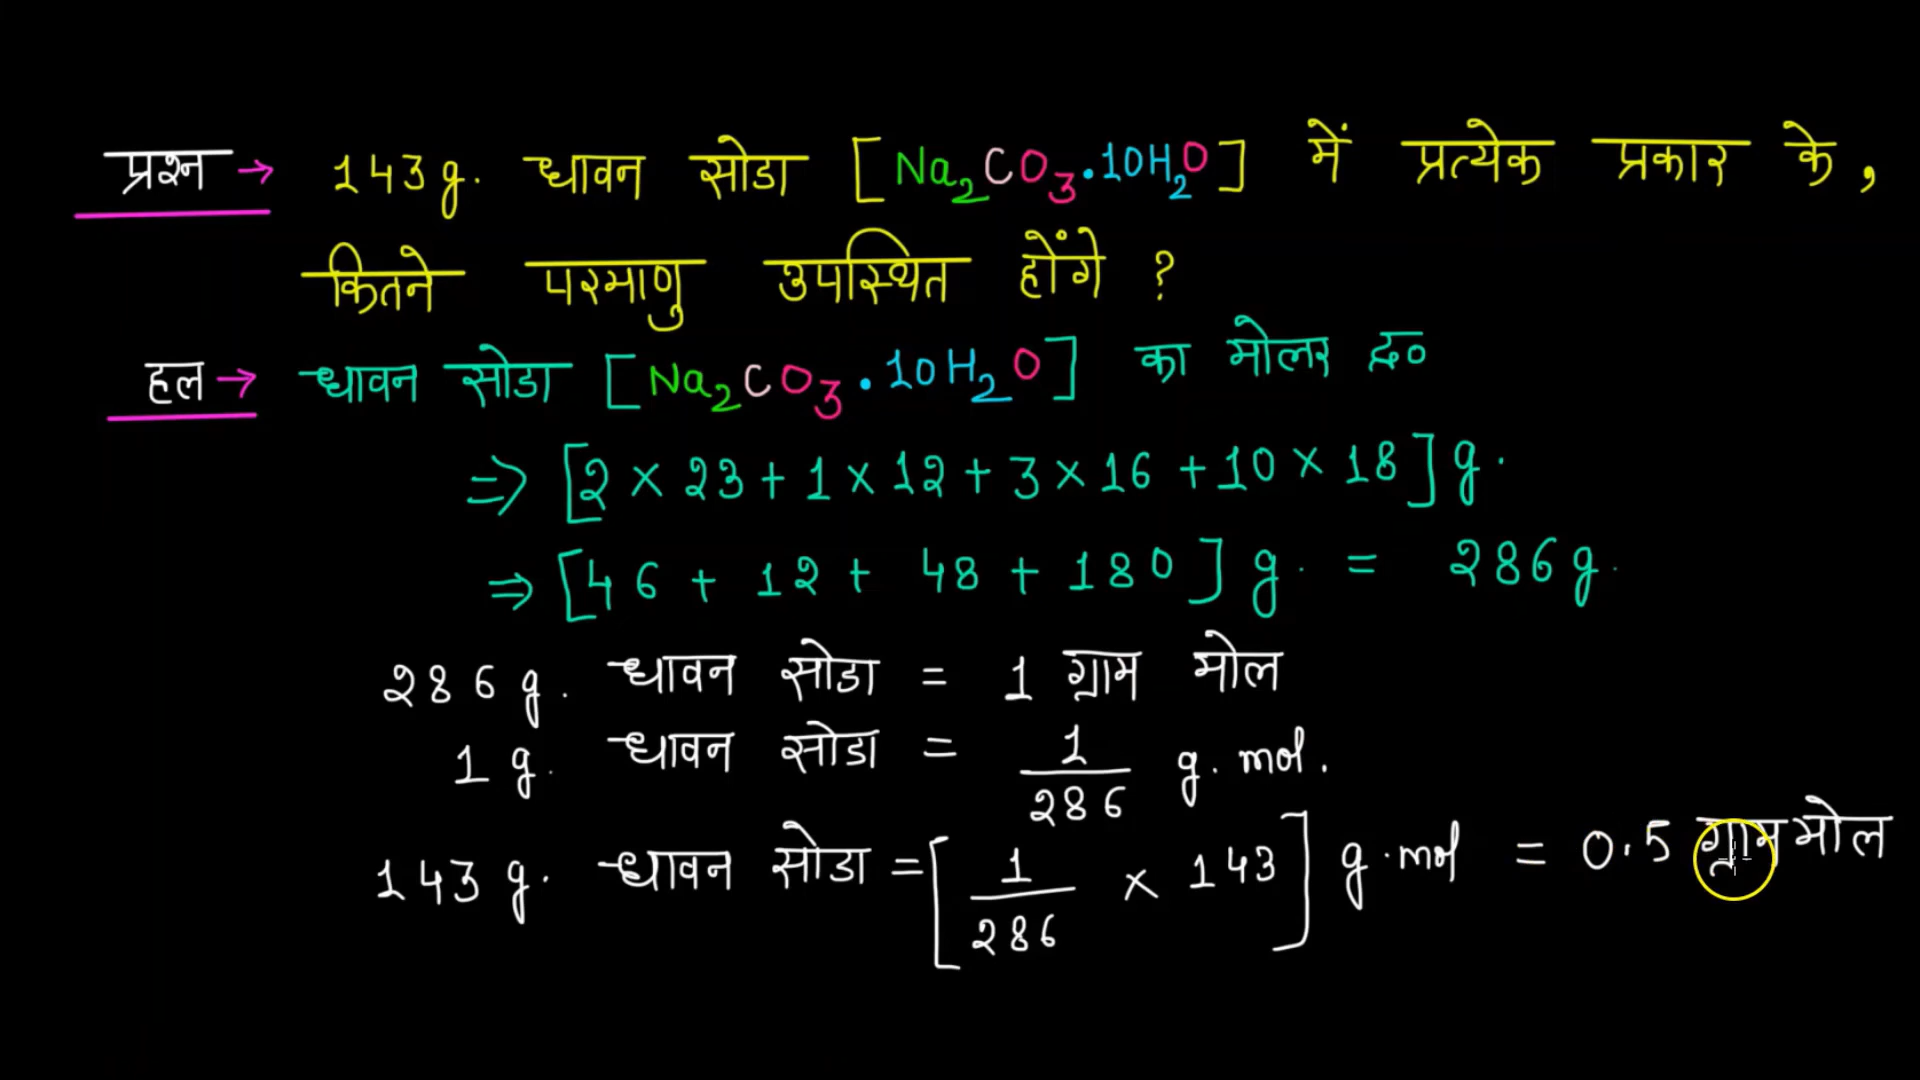 प्रश्न → 143g. धावन सोडा [Na₂CO₃.10H₂O] में प्रत्येक प्रकार के,
कितने परमाणु उपस्थित होंगे ?
हल → धावन सोडा [Na₂CO₃.10H₂O] का मोलर द्र०
⇒ [2 × 23 + 1 × 12 + 3 × 16 + 10 × 18] g.
⇒ [46 + 12 + 48 + 180] g. = 286g.
286 g. धावन सोडा = 1 ग्राम मोल
1 g. धावन सोडा = 1/286 g. mol.
143 g. धावन सोडा = [1/286 × 143] g.mol = 0.5 ग्राम मोल